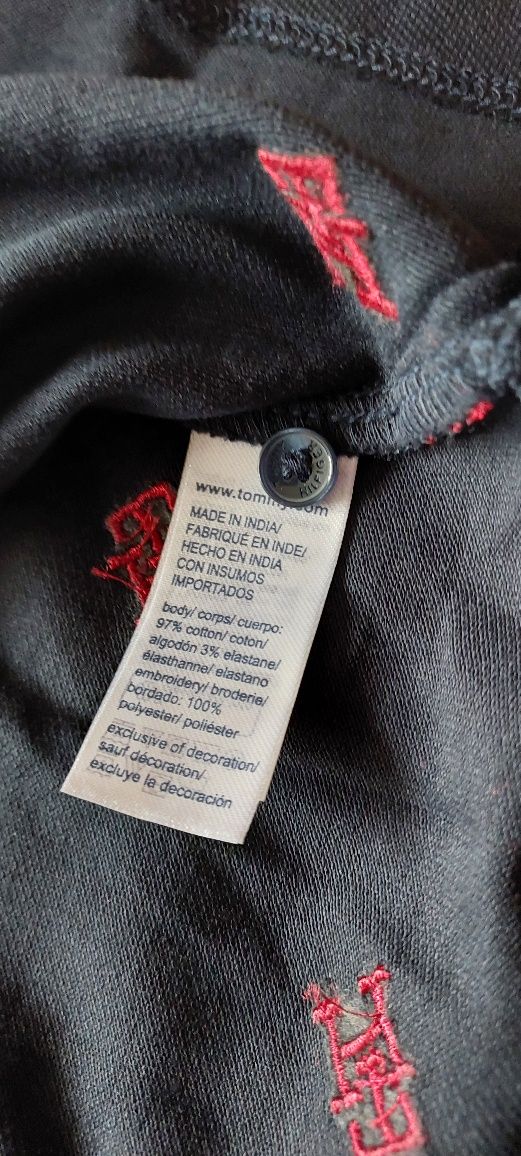 HILFIGER
www.tommy.com
MADE IN INDIA/
FABRIQUÉ EN INDE/
HECHO EN INDIA
CON INSUMOS
IMPORTADOS
body/ corps/ cuerpo:
97% cotton/ coton/
algodón 3% elastane/
élasthanne/ elastano
embroidery/ broderie/
bordado: 100%
polyester/ poliéster
exclusive of decoration/
sauf décoration/
excluye la decoración